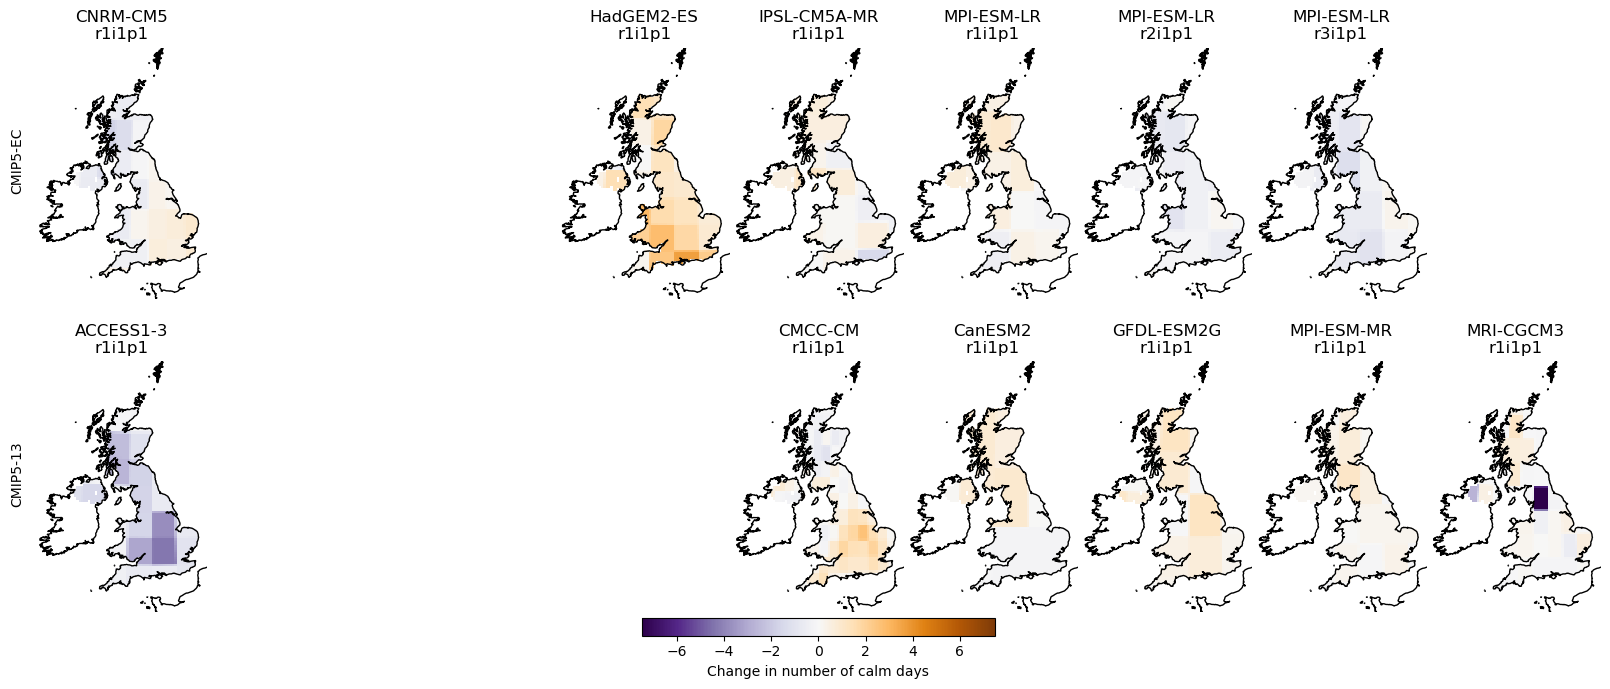 CNRM-CM5
r1i1p1
HadGEM2-ES
r1i1p1
IPSL-CM5A-MR
r1i1p1
MPI-ESM-LR
r1i1p1
MPI-ESM-LR
r2i1p1
MPI-ESM-LR
r3i1p1
CMIP5-EC
ACCESS1-3
r1i1p1
CMCC-CM
r1i1p1
CanESM2
r1i1p1
GFDL-ESM2G
r1i1p1
MPI-ESM-MR
r1i1p1
MRI-CGCM3
r1i1p1
CMIP5-13
−6 −4 −2 0 2 4 6
Change in number of calm days